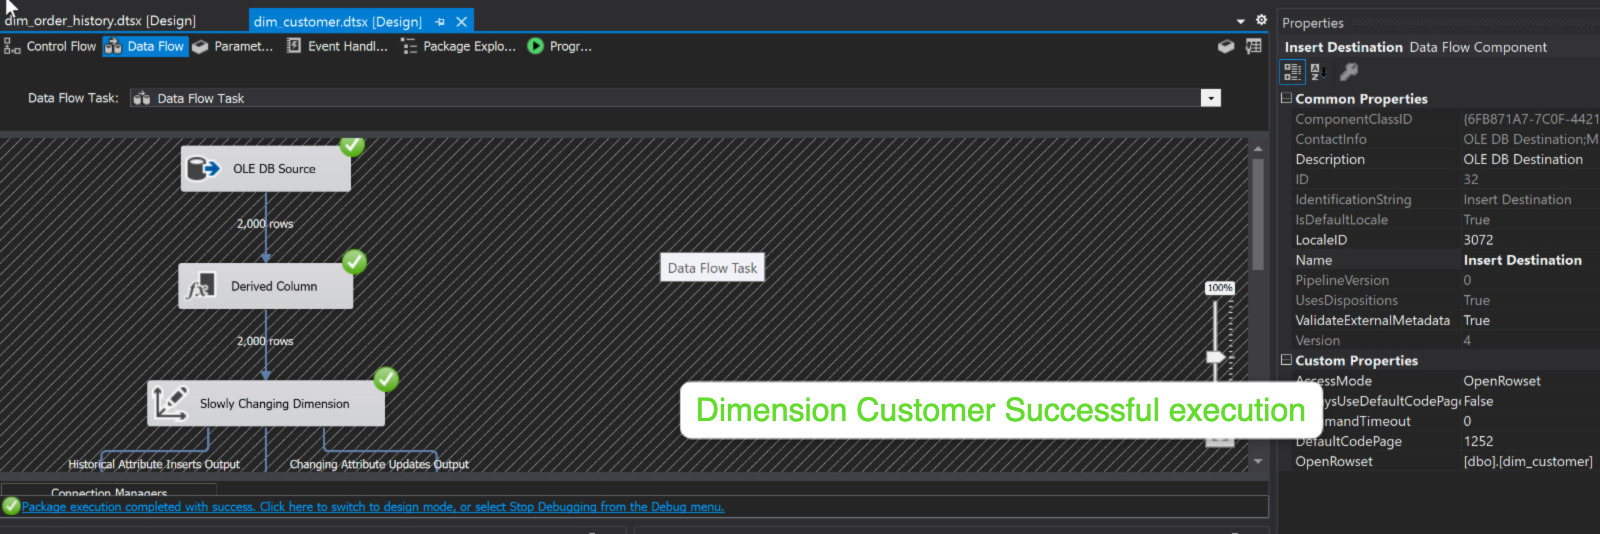 dim_order_history.dtsx [Design]
dim_customer.dtsx [Design]
Control Flow
Data Flow
Paramet...
Event Handl...
Package Explo...
Progr...
Data Flow Task:
Data Flow Task
OLE DB Source
2,000 rows
Derived Column
2,000 rows
Slowly Changing Dimension
Historical Attribute Inserts Output
Changing Attribute Updates Output
Data Flow Task
100%
Dimension Customer Successful execution
Connection Managers
Package execution completed with success. Click here to switch to design mode, or select Stop Debugging from the Debug menu.
Properties
Insert Destination Data Flow Component
Common Properties
ComponentClassID {6FB871A7-7C0F-4421
ContactInfo OLE DB Destination;M
Description OLE DB Destination
ID 32
IdentificationString Insert Destination
IsDefaultLocale True
LocaleID 3072
Name Insert Destination
PipelineVersion 0
UsesDispositions True
ValidateExternalMetadata True
Version 4
Custom Properties
AccessMode OpenRowset
ysUseDefaultCodePage False
mandTimeout 0
DefaultCodePage 1252
OpenRowset [dbo].[dim_customer]